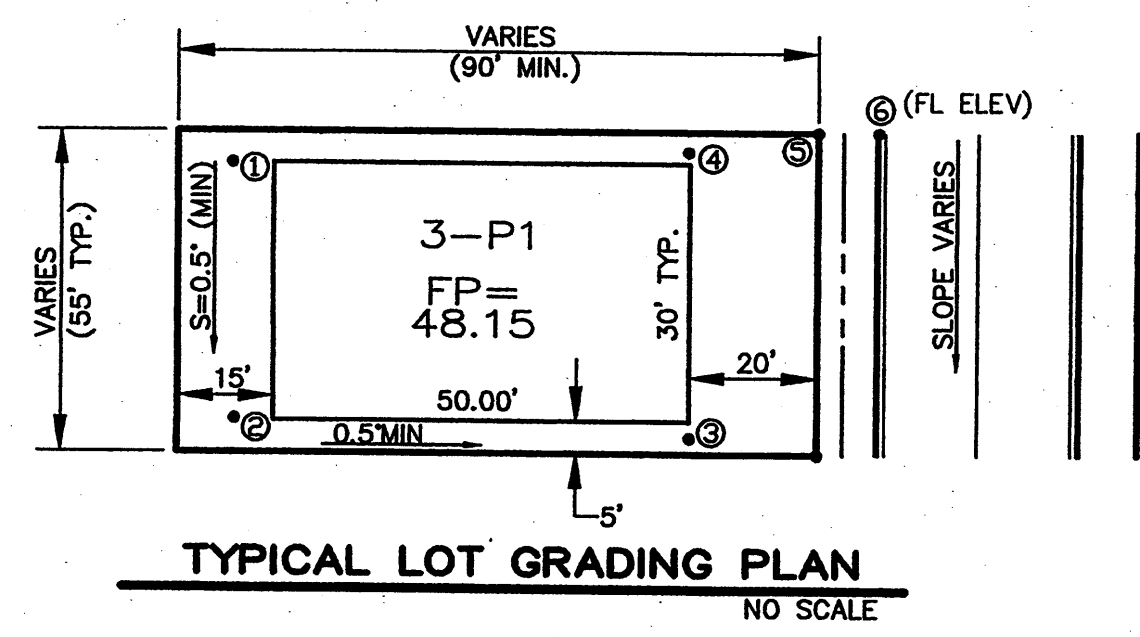 VARIES
(90' MIN.)
⑥ (FL ELEV)
① 
④
⑤
VARIES
(55' TYP.)
S=0.5° (MIN)
3-P1
FP=
48.15
30' TYP.
SLOPE VARIES
15'
20'
50.00'
②
0.5°MIN
③
5'
TYPICAL LOT GRADING PLAN
NO SCALE